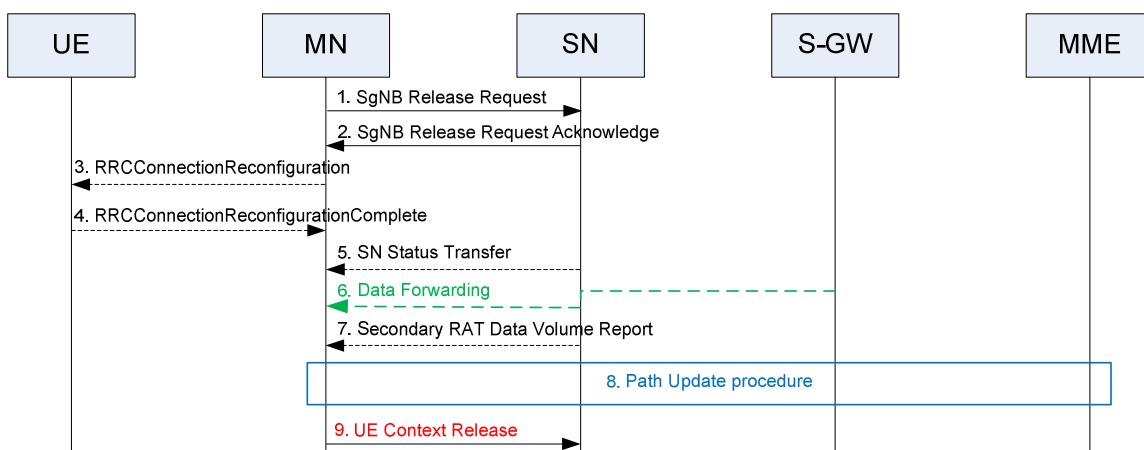 UE
MN
SN
S-GW
MME
1. SgNB Release Request
2. SgNB Release Request Acknowledge
3. RRCConnectionReconfiguration
4. RRCConnectionReconfigurationComplete
5. SN Status Transfer
6. Data Forwarding
7. Secondary RAT Data Volume Report
8. Path Update procedure
9. UE Context Release